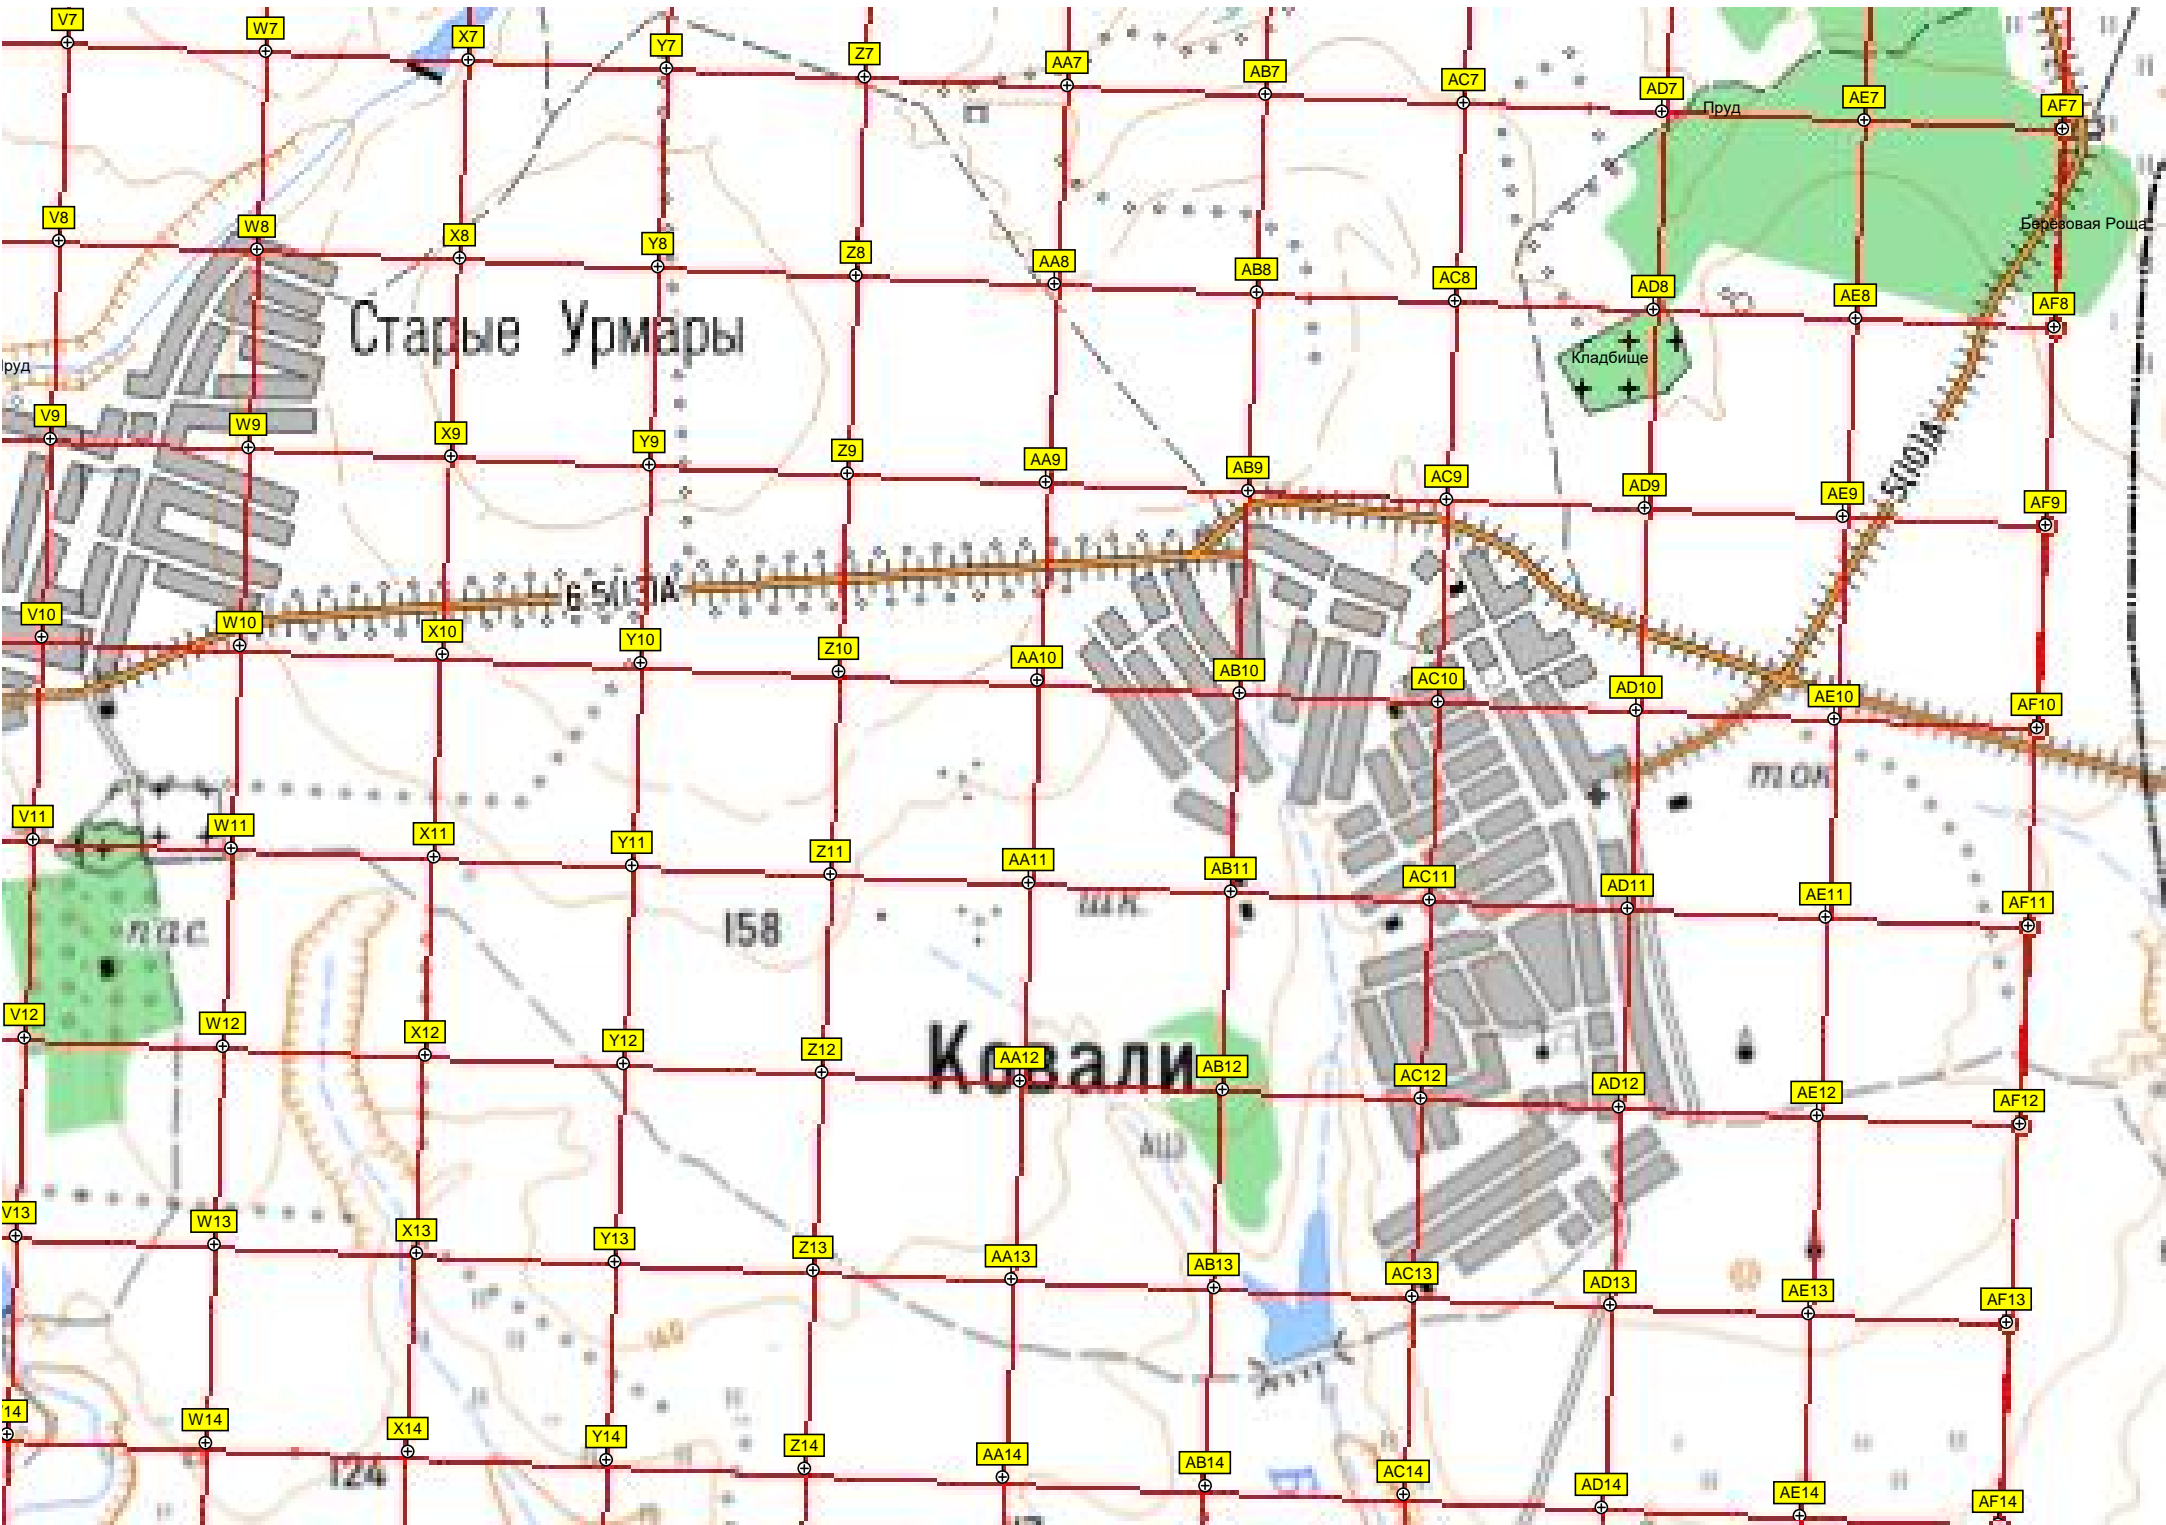 V7 W7 X7 Y7 Z7 AA7 AB7 AC7 AD7 AE7 AF7
Пруд
V8 W8 X8 Y8 Z8 AA8 AB8 AC8 AD8 AE8 AF8
Берёзовая Роща
Старые Урмары
Кладбище
V9 W9 X9 Y9 Z9 AA9 AB9 AC9 AD9 AE9 AF9
V10 W10 X10 Y10 Z10 AA10 AB10 AC10 AD10 AE10 AF10
ток
V11 W11 X11 Y11 Z11 AA11 AB11 AC11 AD11 AE11 AF11
пас.
158
V12 W12 X12 Y12 Z12 AA12 AB12 AC12 AD12 AE12 AF12
Ковали
V13 W13 X13 Y13 Z13 AA13 AB13 AC13 AD13 AE13 AF13
160
14 W14 X14 Y14 Z14 AA14 AB14 AC14 AD14 AE14 AF14
124